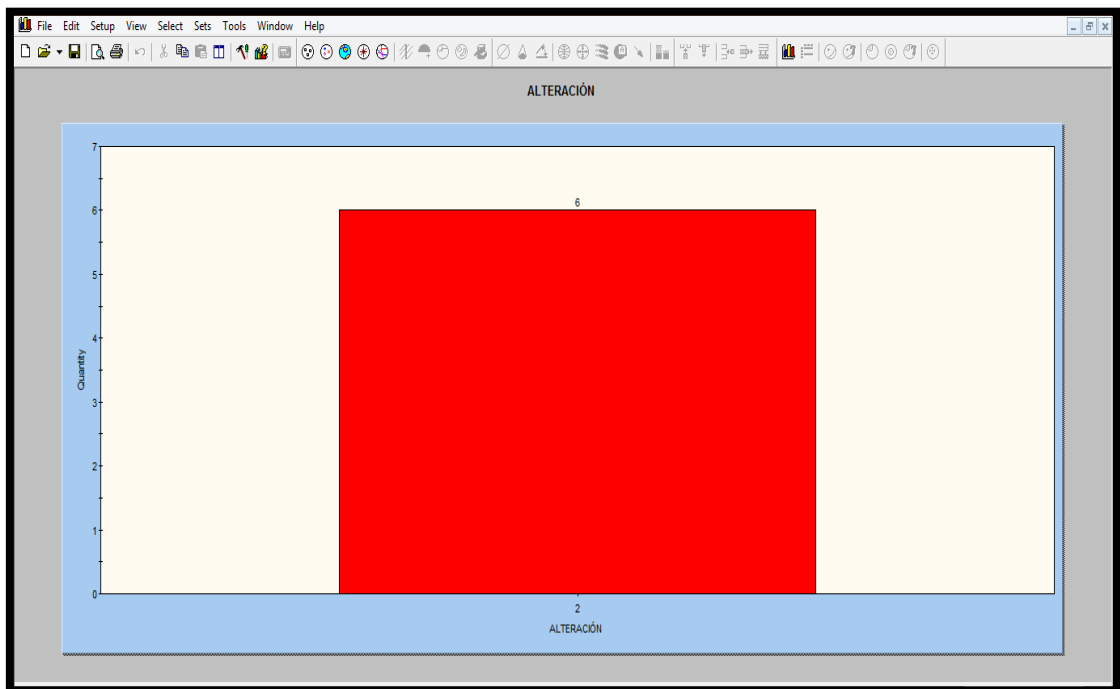 File Edit Setup View Select Sets Tools Window Help
ALTERACIÓN
7
6
6
5
4
Quantity
3
2
1
0
2
ALTERACIÓN